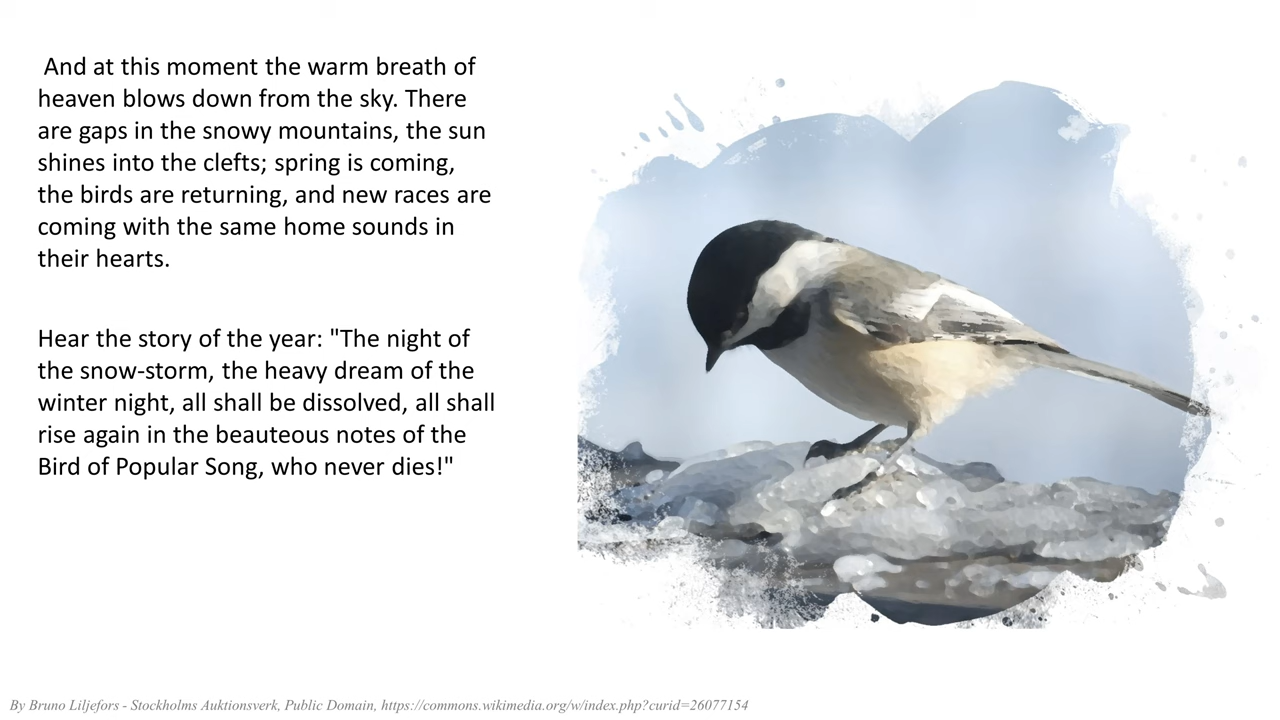 And at this moment the warm breath of
heaven blows down from the sky. There
are gaps in the snowy mountains, the sun
shines into the clefts; spring is coming,
the birds are returning, and new races are
coming with the same home sounds in
their hearts.
Hear the story of the year: "The night of
the snow-storm, the heavy dream of the
winter night, all shall be dissolved, all shall
rise again in the beauteous notes of the
Bird of Popular Song, who never dies!"
By Bruno Liljefors - Stockholms Auktionsverk, Public Domain, https://commons.wikimedia.org/w/index.php?curid=26077154